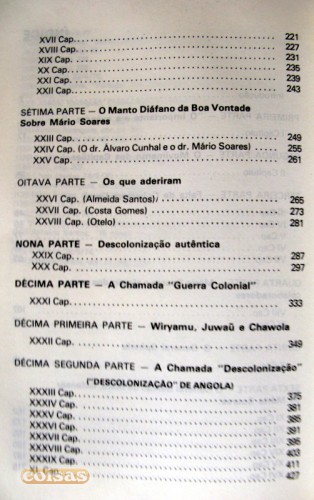 XVII Cap. 221
XVIII Cap. 227
XIX Cap. 231
XX Cap. 235
XXI Cap. 239
XXII Cap. 243
SÉTIMA PARTE — O Manto Diáfano da Boa Vontade
Sobre Mário Soares
XXIII Cap. 249
XXIV Cap. (O dr. Álvaro Cunhal e o dr. Mário Soares) 255
XXV Cap. 261
OITAVA PARTE — Os que aderiram
XXVI Cap. (Almeida Santos) 265
XXVII Cap. (Costa Gomes) 273
XXVIII Cap. (Otelo) 281
NONA PARTE — Descolonização autêntica
XXIX Cap. 287
XXX Cap. 297
DÉCIMA PARTE — A Chamada "Guerra Colonial"
XXXI Cap. 333
DÉCIMA PRIMEIRA PARTE — Wiryamu, Juwaŭ e Chawola
XXXII Cap. 349
DÉCIMA SEGUNDA PARTE — A Chamada "Descolonização"
("DESCOLONIZAÇÃO" DE ANGOLA)
XXXIII Cap. 375
XXXIV Cap. 381
XXXV Cap. 385
XXXVI Cap. 391
XXXVII Cap. 395
XXXVIII Cap. 403
XXXIX Cap. 411
XL Cap. 427
coisas